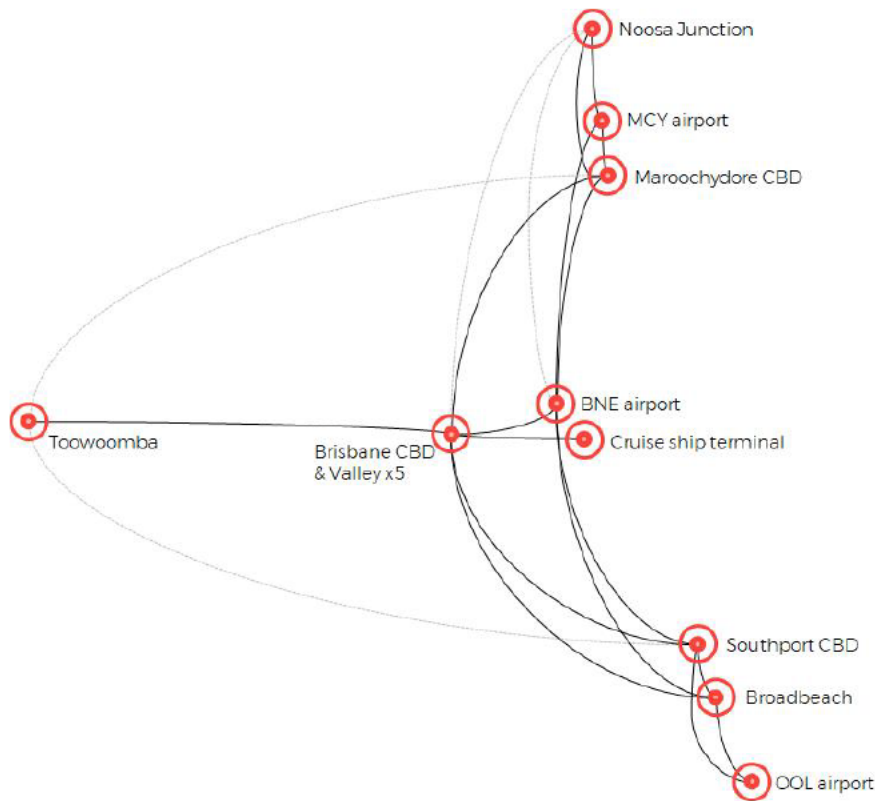 Noosa Junction
MCY airport
Maroochydore CBD
BNE airport
Toowoomba
Brisbane CBD
& Valley x5
Cruise ship terminal
Southport CBD
Broadbeach
OOL airport